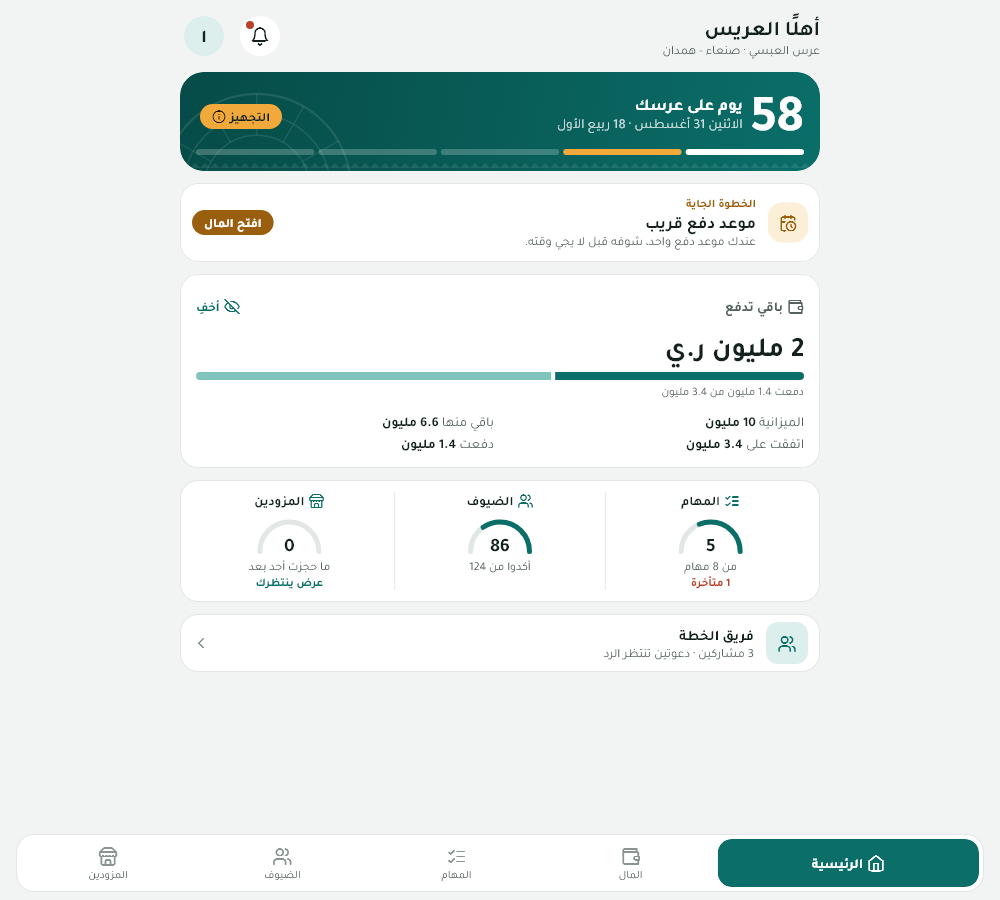 أهلًا العريس
عرس العبسي · صنعاء - همدان
ا
58
يوم على عرسك
الاثنين 31 أغسطس · 18 ربيع الأول
التجهيز
الخطوة الجاية
موعد دفع قريب
عندك موعد دفع واحد، شوفه قبل لا يجي وقته.
افتح المال
باقي تدفع
أخفِ
2 مليون ر.ي
دفعت 1.4 مليون من 3.4 مليون
الميزانية 10 مليون
باقي منها 6.6 مليون
اتفقت على 3.4 مليون
دفعت 1.4 مليون
المهام
5
من 8 مهام
1 متأخرة
الضيوف
86
أكدوا من 124
المزودين
0
ما حجزت أحد بعد
عرض ينتظرك
فريق الخطة
3 مشاركين · دعوتين تنتظر الرد
الرئيسية
المال
المهام
الضيوف
المزودين